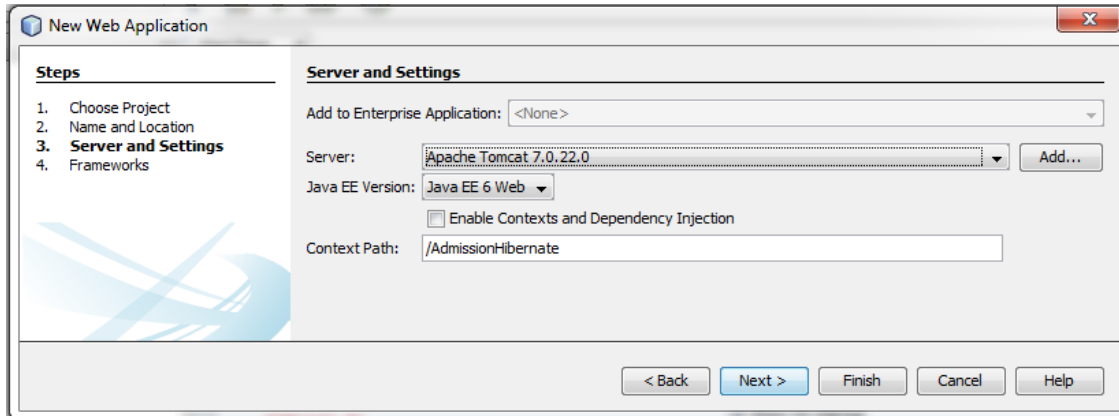 New Web Application
Steps
1. Choose Project
2. Name and Location
3. Server and Settings
4. Frameworks
Server and Settings
Add to Enterprise Application: <None>
Server: Apache Tomcat 7.0.22.0 Add...
Java EE Version: Java EE 6 Web
Enable Contexts and Dependency Injection
Context Path: /AdmissionHibernate
< Back Next > Finish Cancel Help